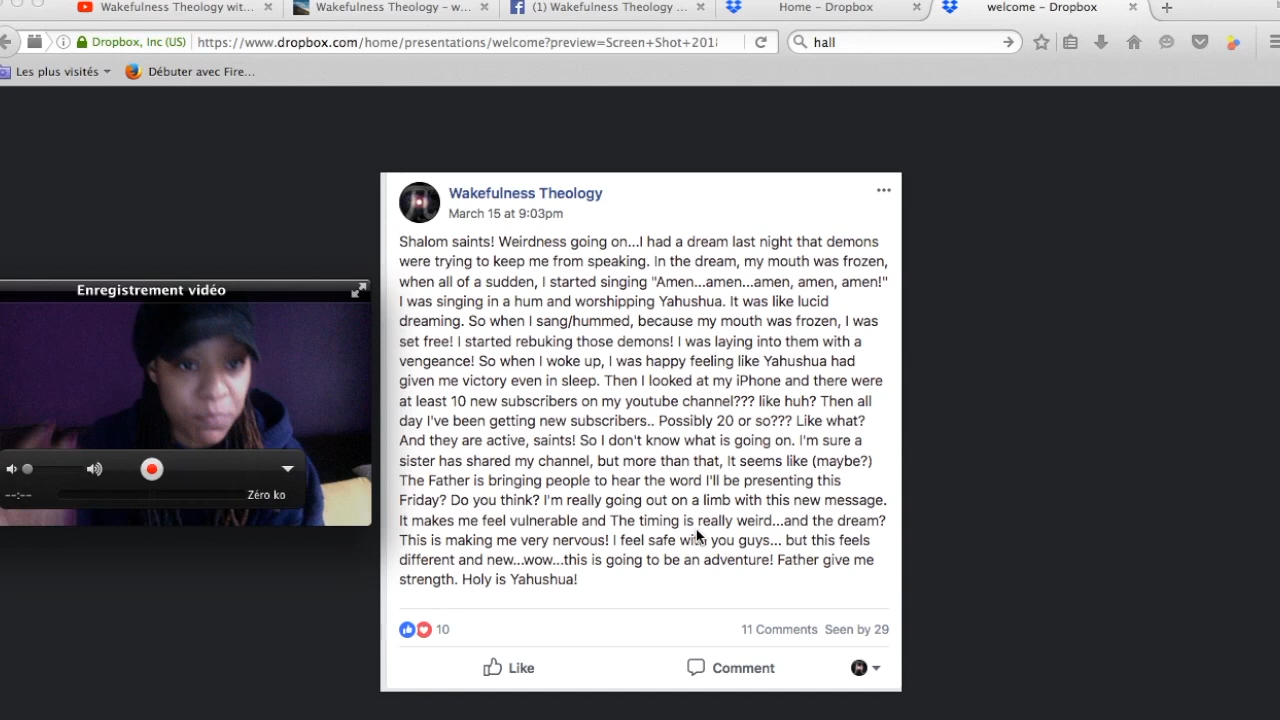 Wakefulness Theology wit...
Wakefulness Theology - w...
(1) Wakefulness Theology ...
Home - Dropbox
welcome - Dropbox
Dropbox, Inc (US)
https://www.dropbox.com/home/presentations/welcome?preview=Screen+Shot+201
hall
Les plus visités
Débuter avec Fire...
Wakefulness Theology
March 15 at 9:03pm
Shalom saints! Weirdness going on...I had a dream last night that demons
were trying to keep me from speaking. In the dream, my mouth was frozen,
when all of a sudden, I started singing "Amen...amen...amen, amen, amen!"
I was singing in a hum and worshipping Yahushua. It was like lucid
dreaming. So when I sang/hummed, because my mouth was frozen, I was
set free! I started rebuking those demons! I was laying into them with a
vengeance! So when I woke up, I was happy feeling like Yahushua had
given me victory even in sleep. Then I looked at my iPhone and there were
at least 10 new subscribers on my youtube channel??? like huh? Then all
day I've been getting new subscribers.. Possibly 20 or so??? Like what?
And they are active, saints! So I don't know what is going on. I'm sure a
sister has shared my channel, but more than that, It seems like (maybe?)
The Father is bringing people to hear the word I'll be presenting this
Friday? Do you think? I'm really going out on a limb with this new message.
It makes me feel vulnerable and The timing is really weird...and the dream?
This is making me very nervous! I feel safe with you guys... but this feels
different and new...wow...this is going to be an adventure! Father give me
strength. Holy is Yahushua!
10
11 Comments Seen by 29
Like
Comment
Enregistrement vidéo
--:--
Zéro ko